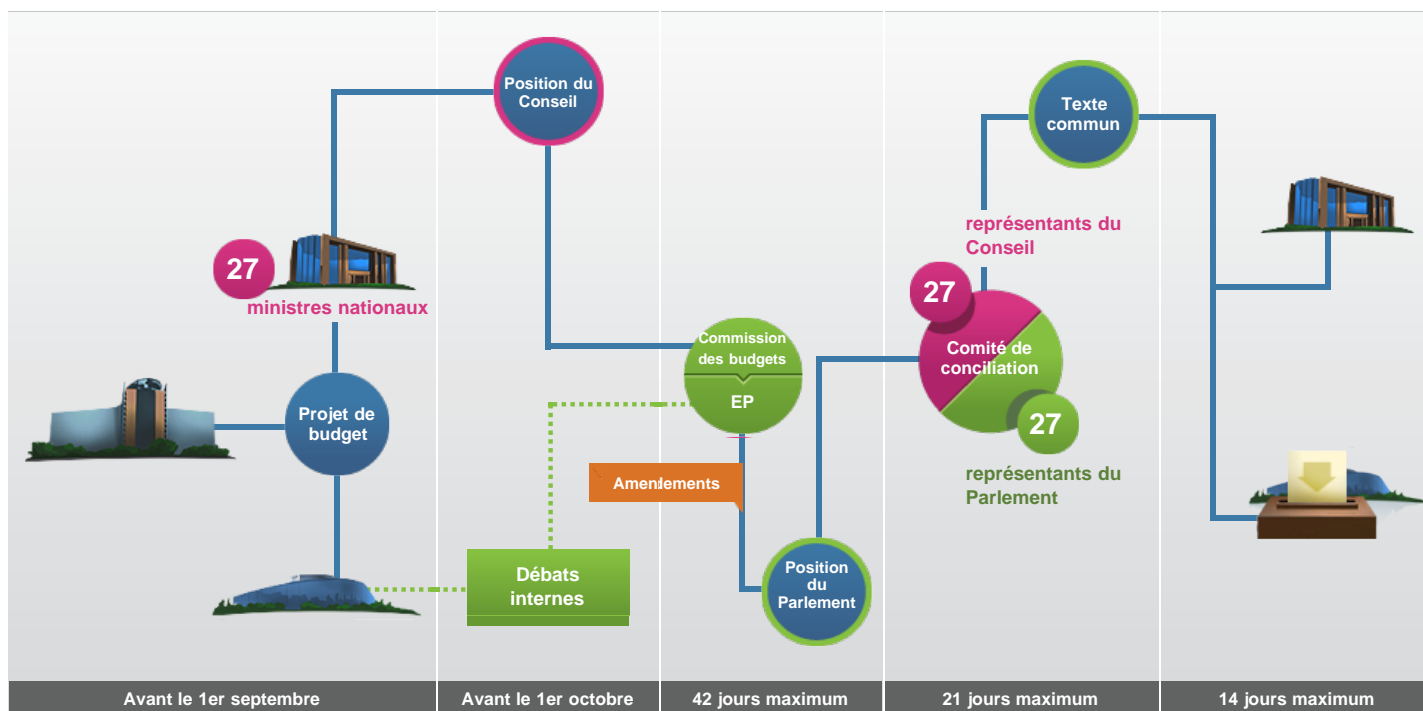 Position du
Conseil
27
ministres nationaux
Projet de
budget
Débats
internes
Commission
des budgets
EP
Amendements
Position
du
Parlement
Texte
commun
représentants du
Conseil
27
Comité de
conciliation
27
représentants du
Parlement
Avant le 1er septembre
Avant le 1er octobre
42 jours maximum
21 jours maximum
14 jours maximum